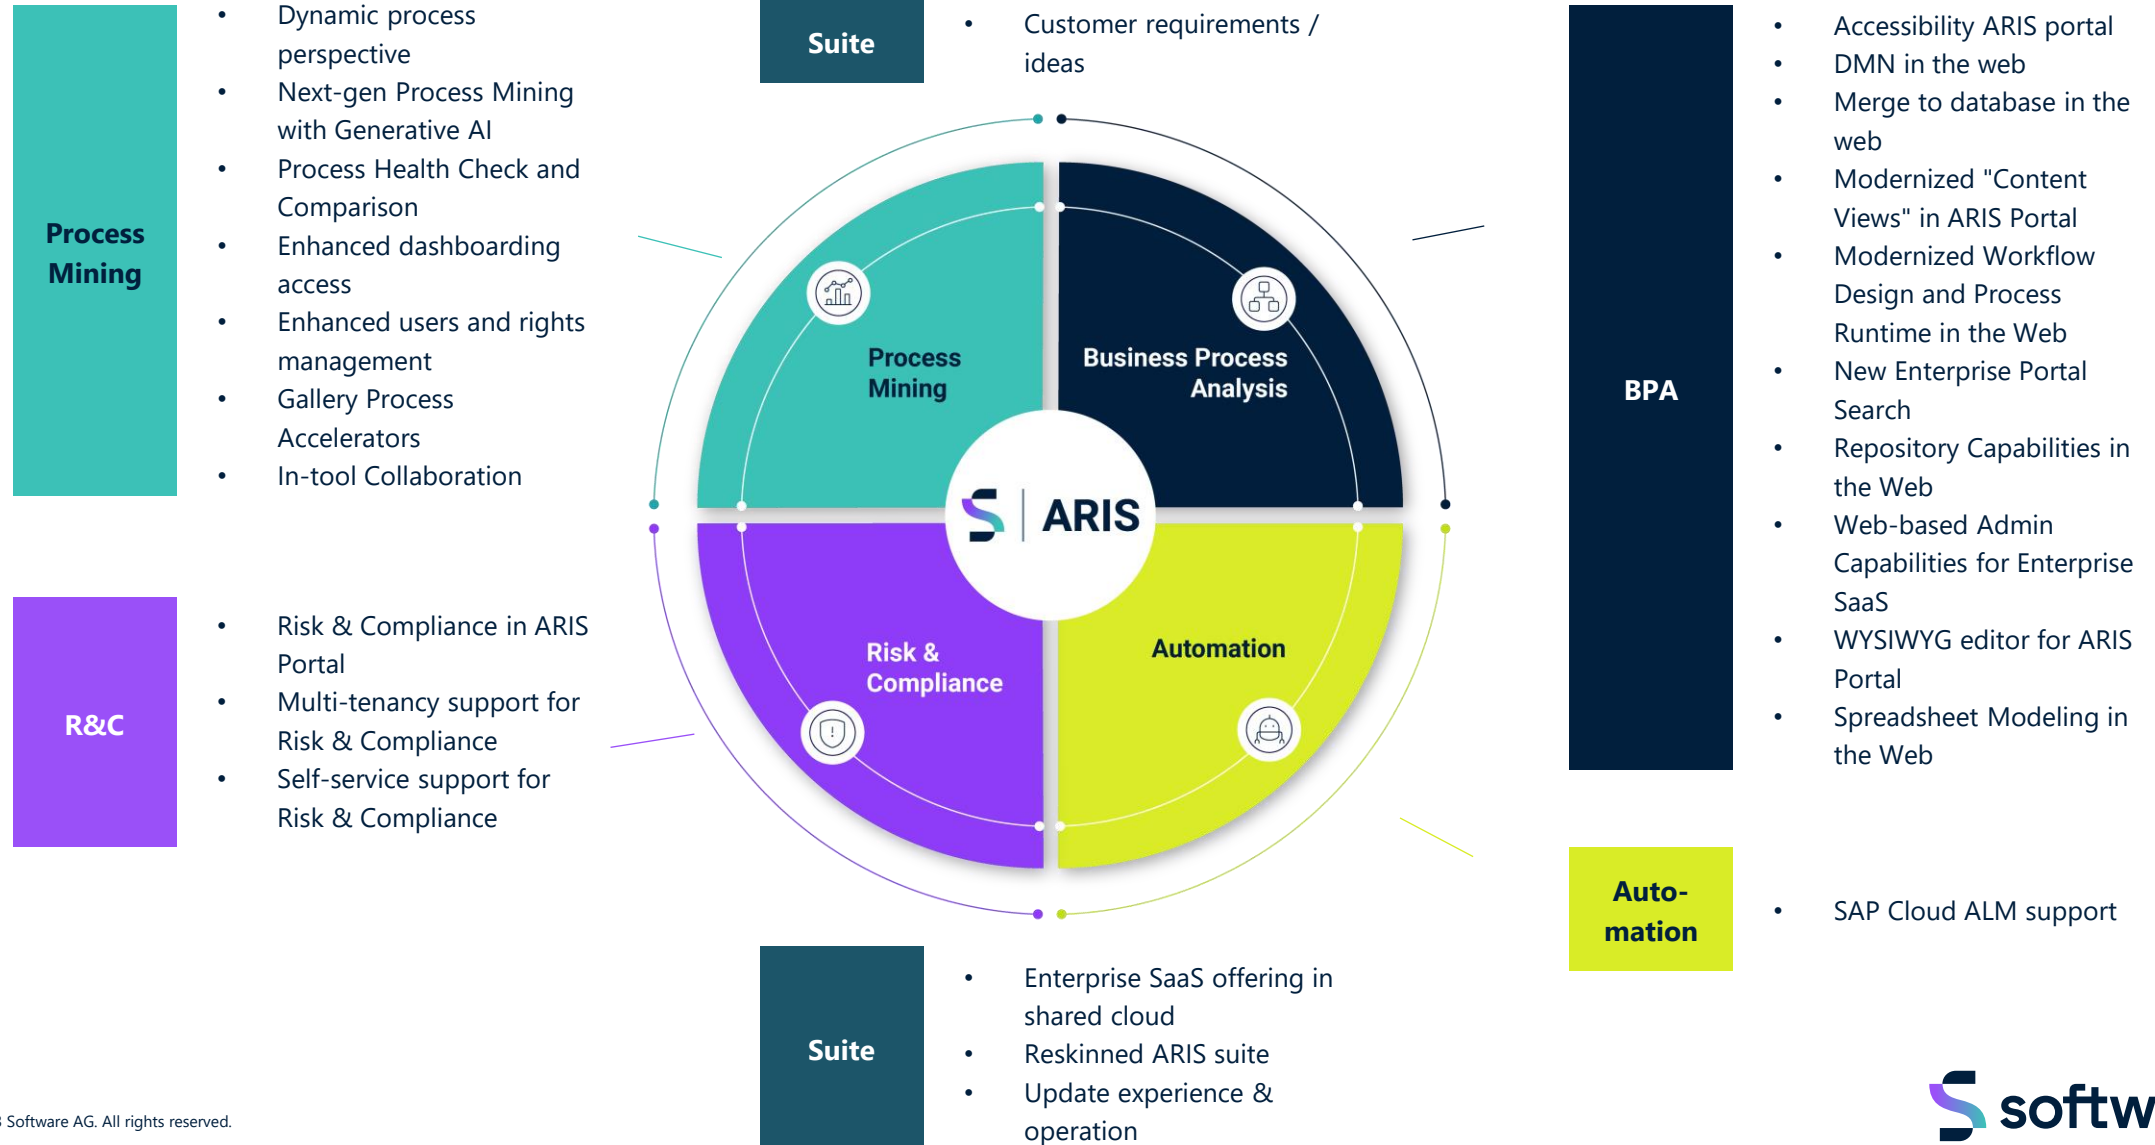 Process
Mining
• Dynamic process
perspective
• Next-gen Process Mining
with Generative AI
• Process Health Check and
Comparison
• Enhanced dashboarding
access
• Enhanced users and rights
management
• Gallery Process
Accelerators
• In-tool Collaboration
Suite
• Customer requirements /
ideas
BPA
• Accessibility ARIS portal
• DMN in the web
• Merge to database in the
web
• Modernized "Content
Views" in ARIS Portal
• Modernized Workflow
Design and Process
Runtime in the Web
• New Enterprise Portal
Search
• Repository Capabilities in
the Web
• Web-based Admin
Capabilities for Enterprise
SaaS
• WYSIWYG editor for ARIS
Portal
• Spreadsheet Modeling in
the Web
Process
Mining
Business Process
Analysis
ARIS
Risk &
Compliance
Automation
R&C
• Risk & Compliance in ARIS
Portal
• Multi-tenancy support for
Risk & Compliance
• Self-service support for
Risk & Compliance
Auto-
mation
• SAP Cloud ALM support
Suite
• Enterprise SaaS offering in
shared cloud
• Reskinned ARIS suite
• Update experience &
operation
Software AG. All rights reserved.
softw